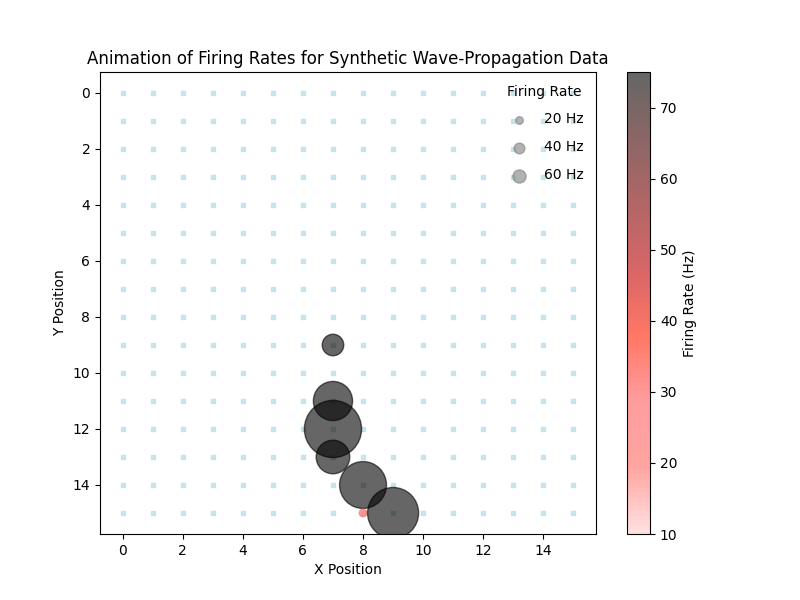 Animation of Firing Rates for Synthetic Wave-Propagation Data
Firing Rate
20 Hz
40 Hz
60 Hz
0
2
4
6
8
10
12
14
Y Position
0 2 4 6 8 10 12 14
X Position
70
60
50
40
30
20
10
Firing Rate (Hz)